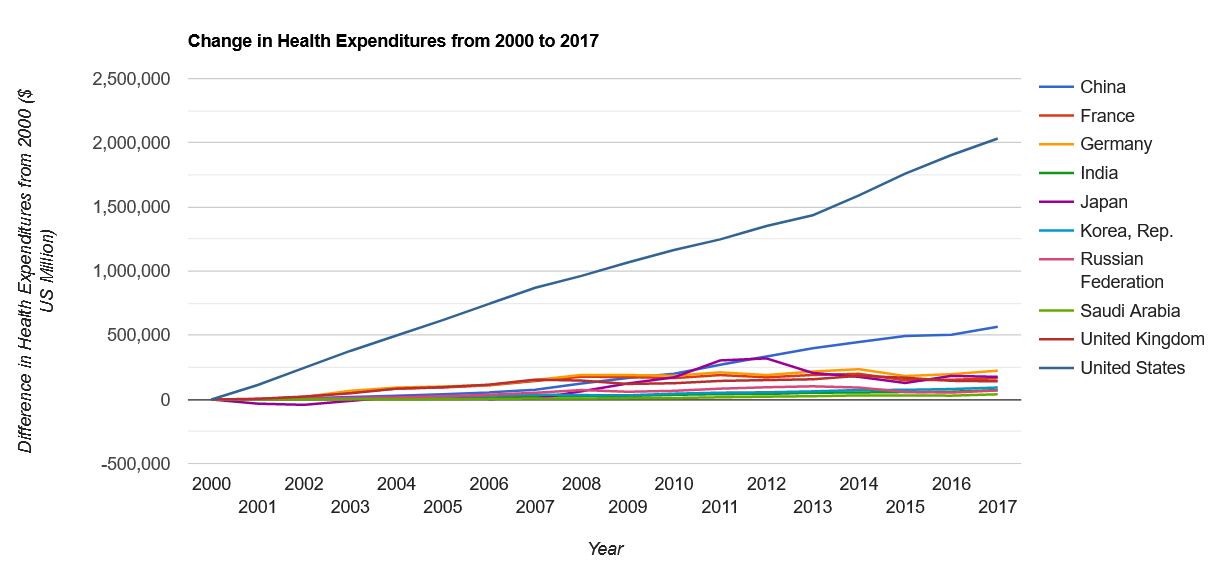 Change in Health Expenditures from 2000 to 2017
Difference in Health Expenditures from 2000 ($
US Million)
2,500,000
2,000,000
1,500,000
1,000,000
500,000
0
-500,000
2000 2002 2004 2006 2008 2010 2012 2014 2016
2001 2003 2005 2007 2009 2011 2013 2015 2017
Year
China
France
Germany
India
Japan
Korea, Rep.
Russian
Federation
Saudi Arabia
United Kingdom
United States